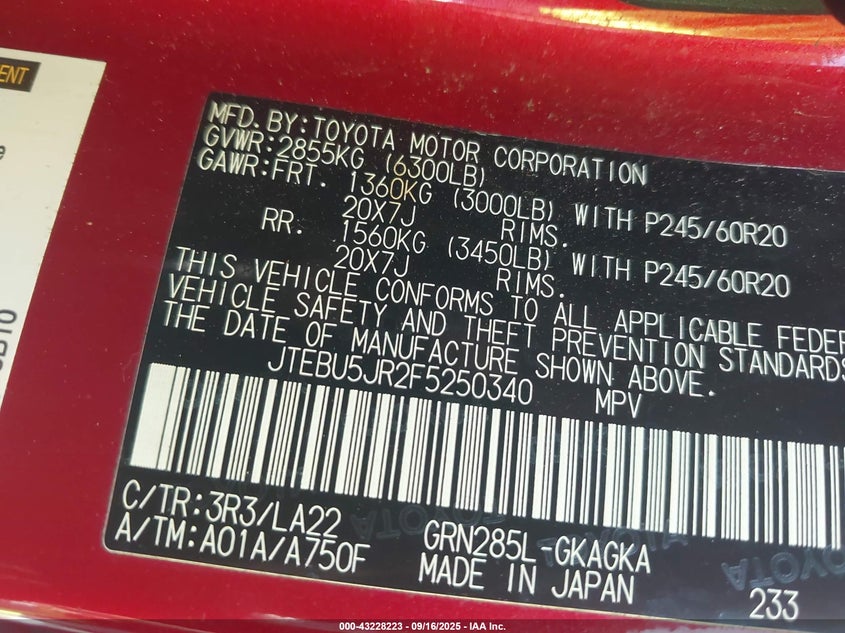 ENT
MFD. BY: TOYOTA MOTOR CORPORATION
GVWR: 2855KG (6300LB)
GAWR: FRT. 1360KG (3000LB) WITH P245/60R20
20X7J RIMS.
RR. 1560KG (3450LB) WITH P245/60R20
20X7J RIMS.
THIS VEHICLE CONFORMS TO ALL APPLICABLE FEDER
VEHICLE SAFETY AND THEFT PREVENTION STANDARDS
THE DATE OF MANUFACTURE SHOWN ABOVE.
JTEBU5JR2F5250340 MPV
C/TR: 3R3/LA22
A/TM: A01A/A750F
GRN285L-GKAGKA
MADE IN JAPAN
233
TOYOTA
000-43228223 - 09/16/2025 - IAA Inc.